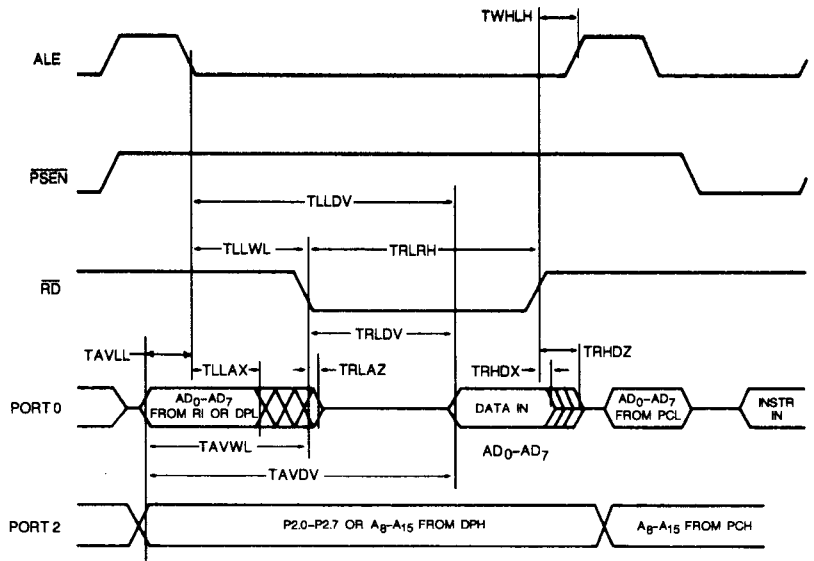 TWHLH
ALE
PSEN
TLLDV
TLLWL
TRLRH
RD
TRLDV
TAVLL
TLLAX
TRLAZ
TRHDX
TRHDZ
PORT 0
AD0-AD7
FROM RI OR DPL
DATA IN
AD0-AD7
FROM PCL
INSTR
IN
TAVWL
AD0-AD7
TAVDV
PORT 2
P2.0-P2.7 OR A8-A15 FROM DPH
A8-A15 FROM PCH